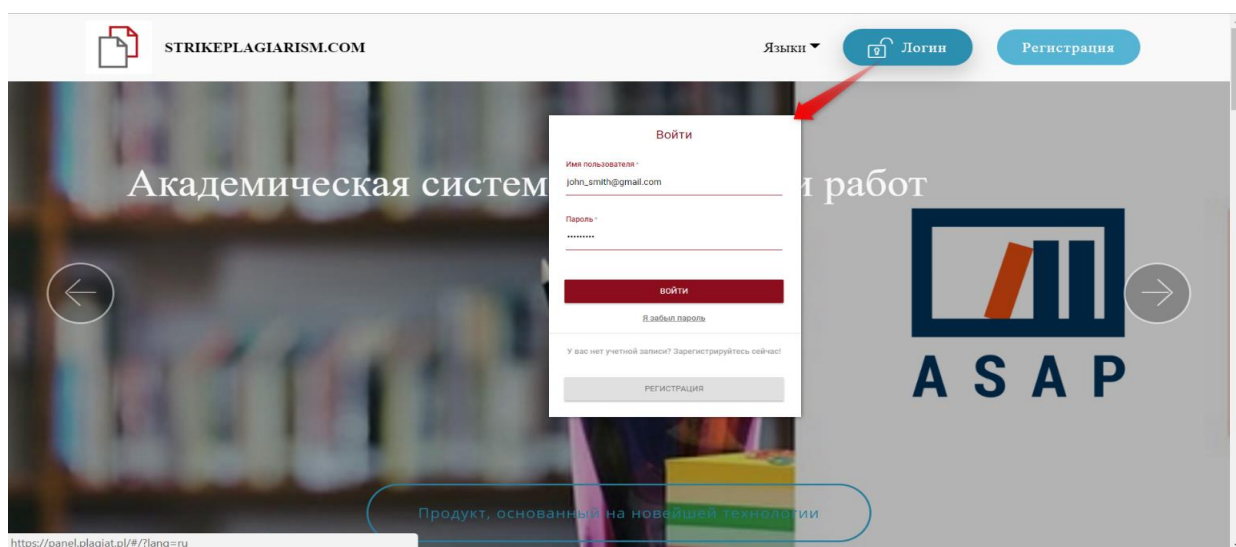 STRIKEPLAGIARISM.COM
Языки
Логин
Регистрация
Академическая систем
и работ
Войти
Имя пользователя *
john_smith@gmail.com
Пароль *
•••••••••
ВОЙТИ
Я забыл пароль
У вас нет учетной записи? Зарегистрируйтесь сейчас!
РЕГИСТРАЦИЯ
ASAP
Продукт, основанный на новейшей технологии
https://panel.plagiat.pl/#/?lang=ru